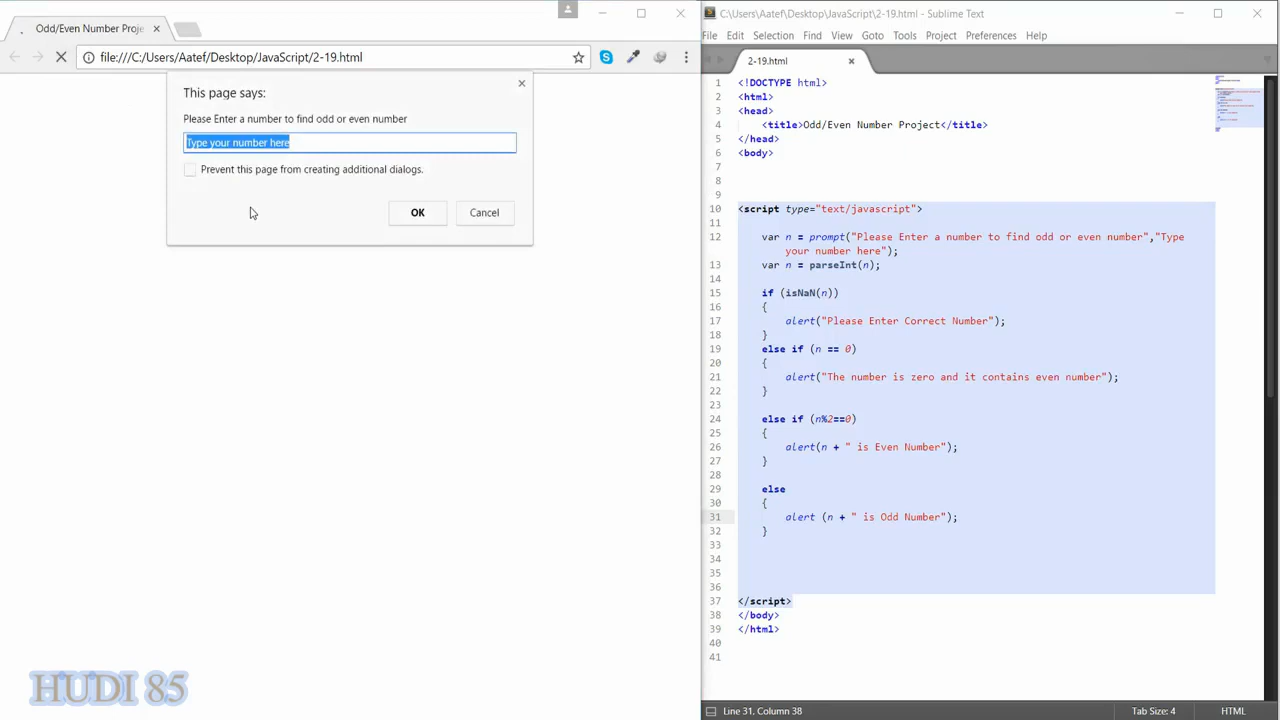 Odd/Even Number Proje
file:///C:/Users/Aatef/Desktop/JavaScript/2-19.html
This page says:
Please Enter a number to find odd or even number
Type your number here
Prevent this page from creating additional dialogs.
OK
Cancel
HUDI 85
C:\Users\Aatef\Desktop\JavaScript\2-19.html - Sublime Text
File Edit Selection Find View Goto Tools Project Preferences Help
2-19.html
1 <!DOCTYPE html>
2 <html>
3 <head>
4 <title>Odd/Even Number Project</title>
5 </head>
6 <body>
7
8
9
10 <script type="text/javascript">
11
12 var n = prompt("Please Enter a number to find odd or even number","Type
your number here");
13 var n = parseInt(n);
14
15 if (isNaN(n))
16 {
17 alert("Please Enter Correct Number");
18 }
19 else if (n == 0)
20 {
21 alert("The number is zero and it contains even number");
22 }
23
24 else if (n%2==0)
25 {
26 alert(n + " is Even Number");
27 }
28
29 else
30 {
31 alert (n + " is Odd Number");
32 }
33
34
35
36
37 </script>
38 </body>
39 </html>
40
41
Line 31, Column 38
Tab Size: 4
HTML